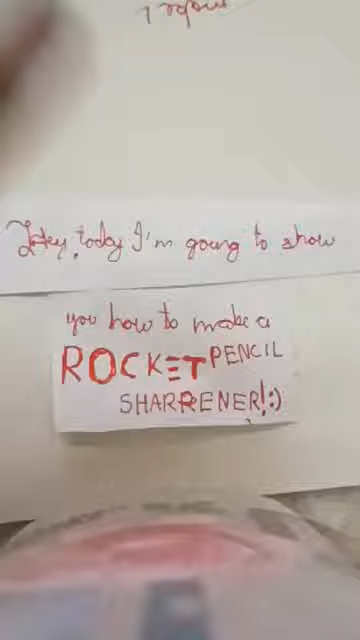 Hey, today I'm going to show
you how to make a
ROCKET PENCIL
SHARRENER!:)